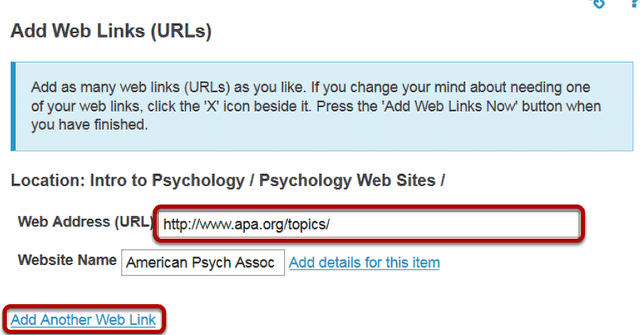 Add Web Links (URLs)
Add as many web links (URLs) as you like. If you change your mind about needing one
of your web links, click the 'X' icon beside it. Press the 'Add Web Links Now' button when
you have finished.
Location: Intro to Psychology / Psychology Web Sites /
Web Address (URL) http://www.apa.org/topics/
Website Name American Psych Assoc Add details for this item
Add Another Web Link